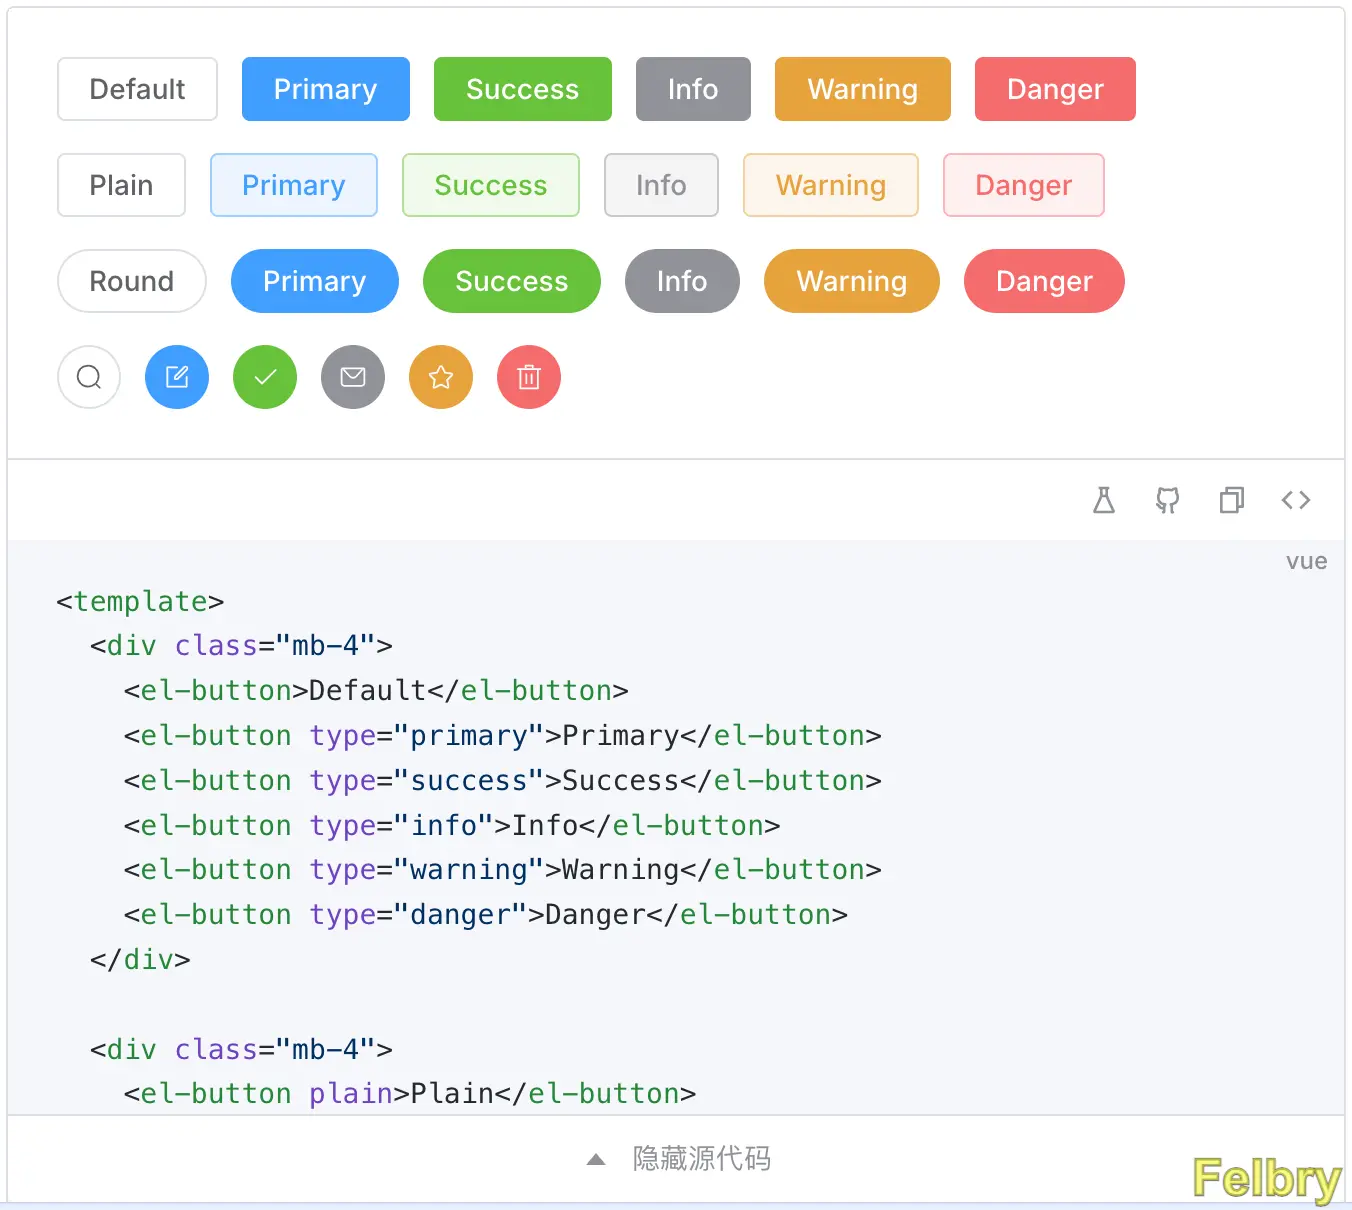 Default Primary Success Info Warning Danger
Plain Primary Success Info Warning Danger
Round Primary Success Info Warning Danger
vue
<template>
  <div class="mb-4">
    <el-button>Default</el-button>
    <el-button type="primary">Primary</el-button>
    <el-button type="success">Success</el-button>
    <el-button type="info">Info</el-button>
    <el-button type="warning">Warning</el-button>
    <el-button type="danger">Danger</el-button>
  </div>
  <div class="mb-4">
    <el-button plain>Plain</el-button>
隐藏源代码
Felbry